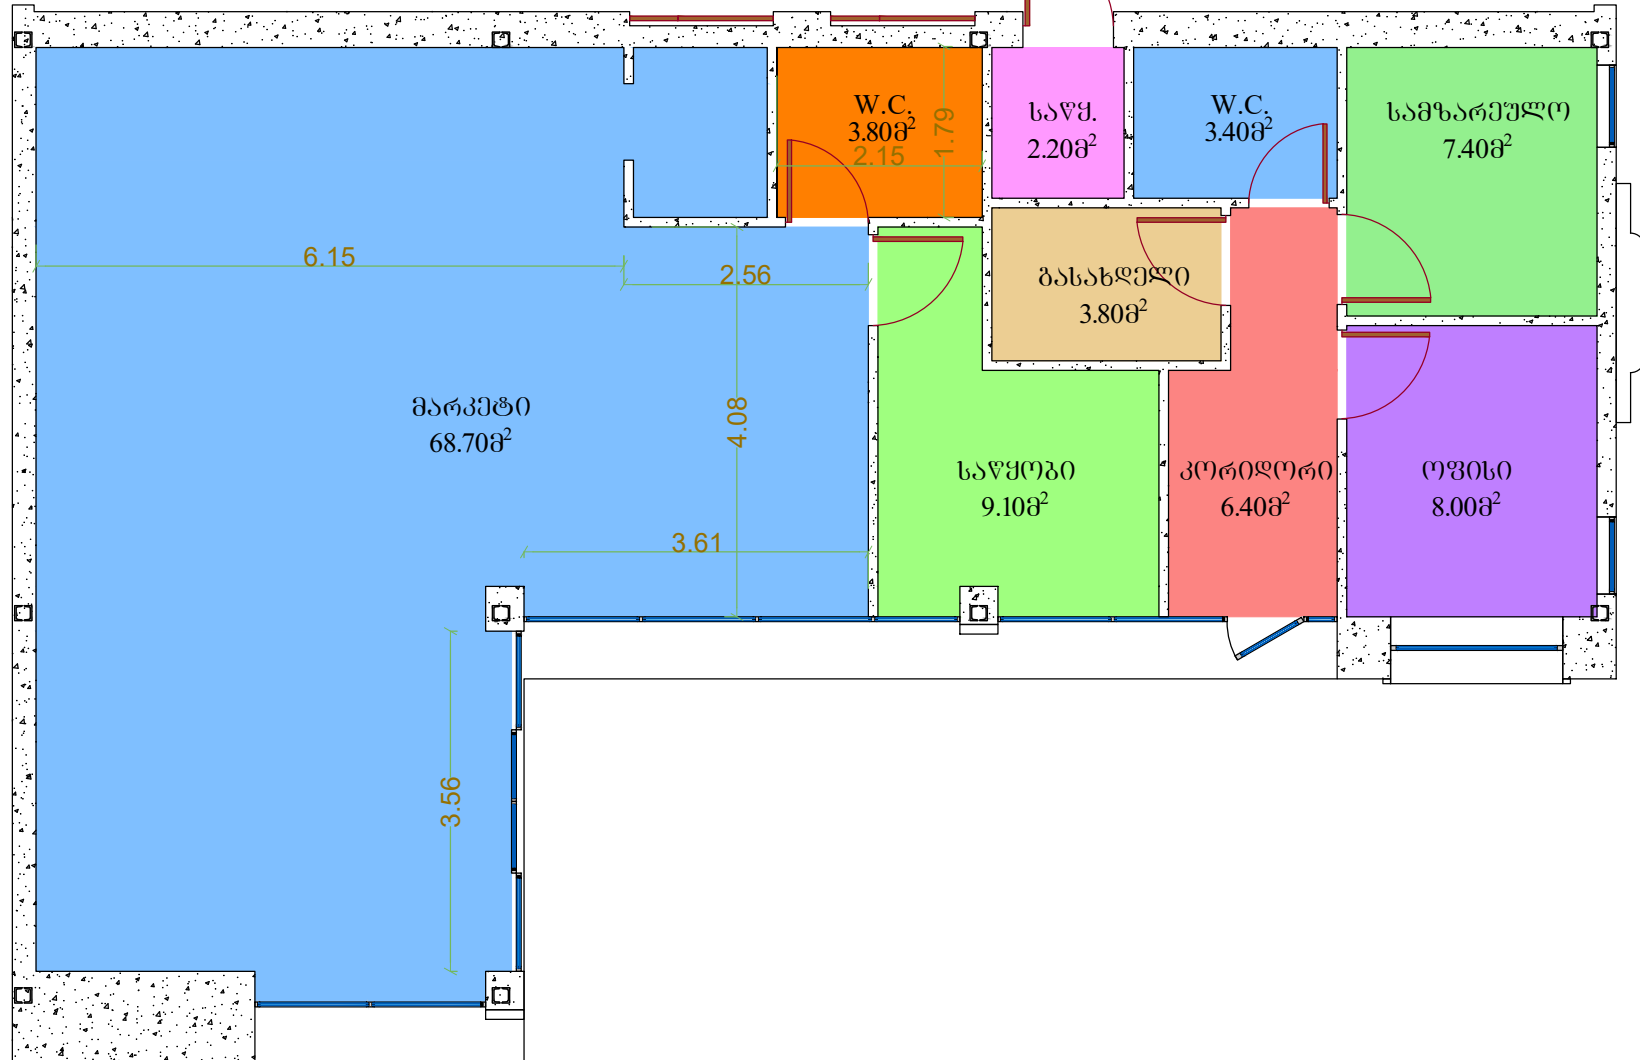 W.C.
3.80მ²
1.79
2.15
საწყ.
2.20მ²
W.C.
3.40მ²
სამზარეულო
7.40მ²
6.15
2.56
გასახდელი
3.80მ²
მარკეტი
68.70მ²
4.08
საწყობი
9.10მ²
კორიდორი
6.40მ²
ოფისი
8.00მ²
3.61
3.56